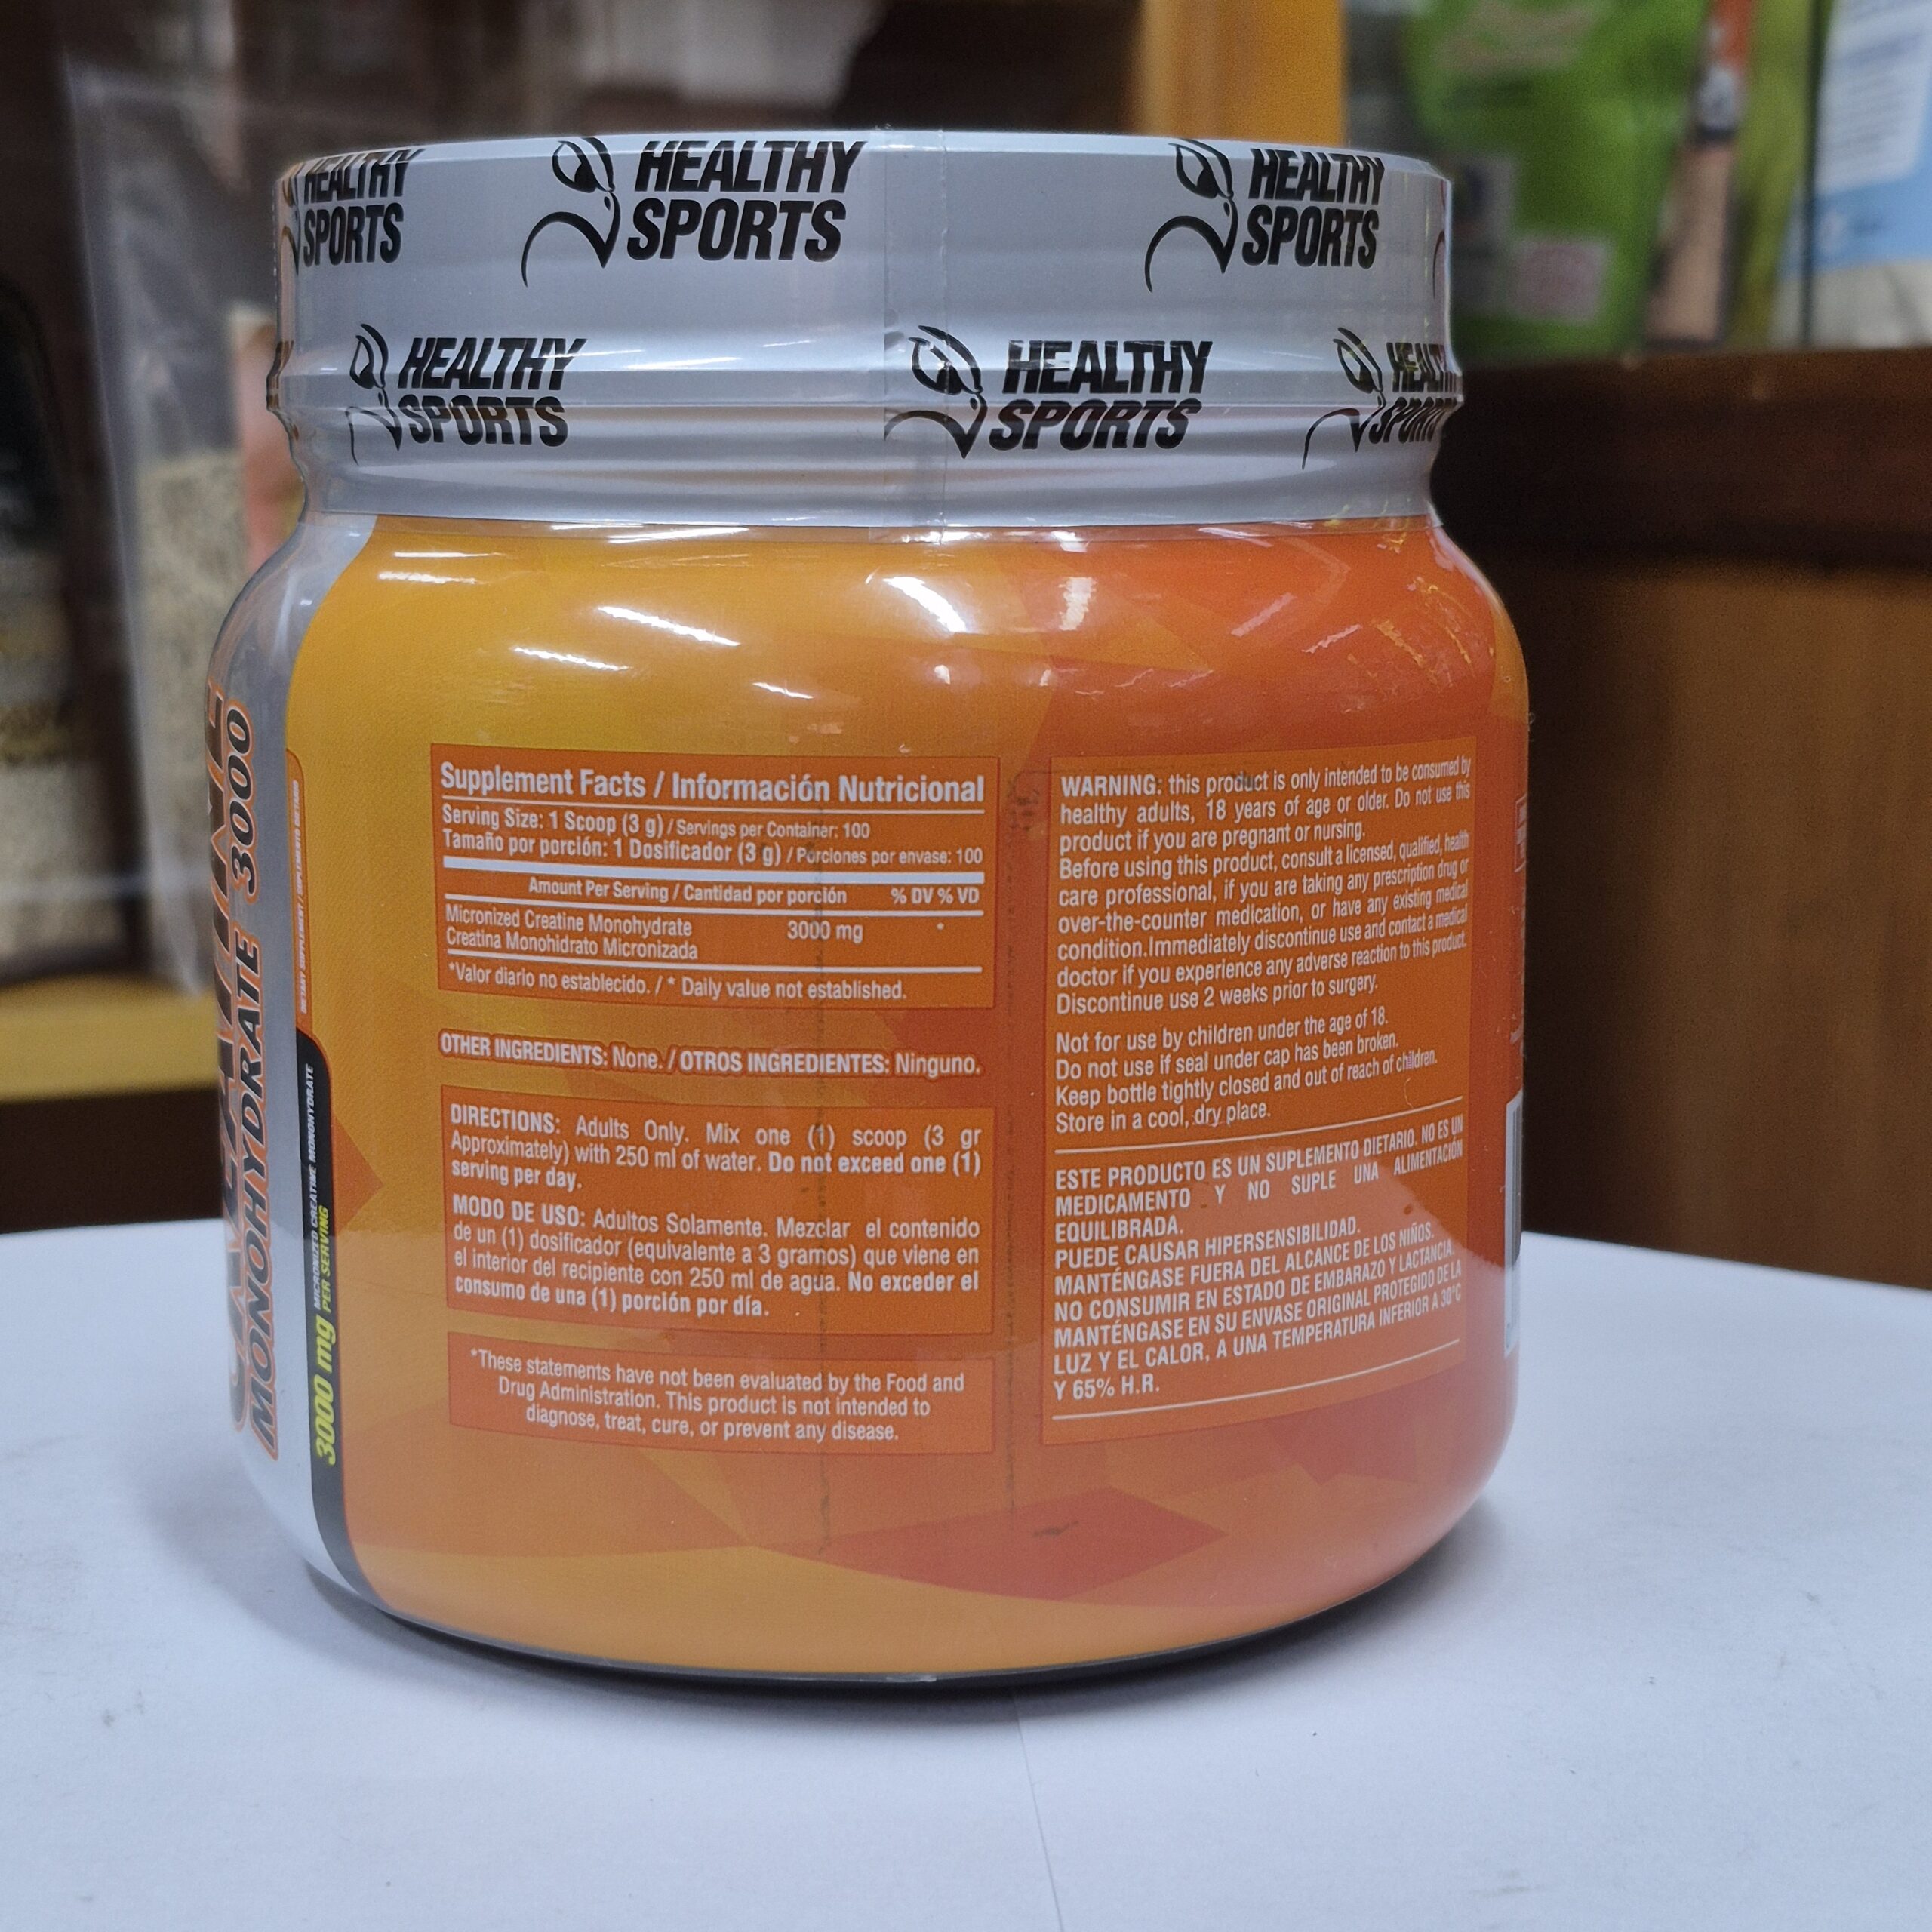 HEALTHY
SPORTS
HEALTHY
SPORTS
HEALTHY
SPORTS
HEALTHY
SPORTS
HEALTHY
SPORTS
SPORTS
MONOHYDRATE 3000
DIETARY SUPPLEMENT / SUPLEMENTO DIETARIO
3000 mg
MICRONIZED CREATINE MONOHYDRATE
PER SERVING
Supplement Facts / Información Nutricional
Serving Size: 1 Scoop (3 g) / Servings per Container: 100
Tamaño por porción: 1 Dosificador (3 g) / Porciones por envase: 100
Amount Per Serving / Cantidad por porción % DV % VD
Micronized Creatine Monohydrate 3000 mg *
Creatina Monohidrato Micronizada
*Valor diario no establecido. / * Daily value not established.
OTHER INGREDIENTS: None. / OTROS INGREDIENTES: Ninguno.
DIRECTIONS: Adults Only. Mix one (1) scoop (3 gr
Approximately) with 250 ml of water. Do not exceed one (1)
serving per day.
MODO DE USO: Adultos Solamente. Mezclar el contenido
de un (1) dosificador (equivalente a 3 gramos) que viene en
el interior del recipiente con 250 ml de agua. No exceder el
consumo de una (1) porción por día.
*These statements have not been evaluated by the Food and
Drug Administration. This product is not intended to
diagnose, treat, cure, or prevent any disease.
WARNING: this product is only intended to be consumed by
healthy adults, 18 years of age or older. Do not use this
product if you are pregnant or nursing.
Before using this product, consult a licensed, qualified, health
care professional, if you are taking any prescription drug or
over-the-counter medication, or have any existing medical
condition.Immediately discontinue use and contact a medical
doctor if you experience any adverse reaction to this product.
Discontinue use 2 weeks prior to surgery.
Not for use by children under the age of 18.
Do not use if seal under cap has been broken.
Keep bottle tightly closed and out of reach of children.
Store in a cool, dry place.
ESTE PRODUCTO ES UN SUPLEMENTO DIETARIO. NO ES UN
MEDICAMENTO Y NO SUPLE UNA ALIMENTACIÓN
EQUILIBRADA.
PUEDE CAUSAR HIPERSENSIBILIDAD.
MANTÉNGASE FUERA DEL ALCANCE DE LOS NIÑOS.
NO CONSUMIR EN ESTADO DE EMBARAZO Y LACTANCIA.
MANTÉNGASE EN SU ENVASE ORIGINAL PROTEGIDO DE LA
LUZ Y EL CALOR, A UNA TEMPERATURA INFERIOR A 30°C
Y 65% H.R.